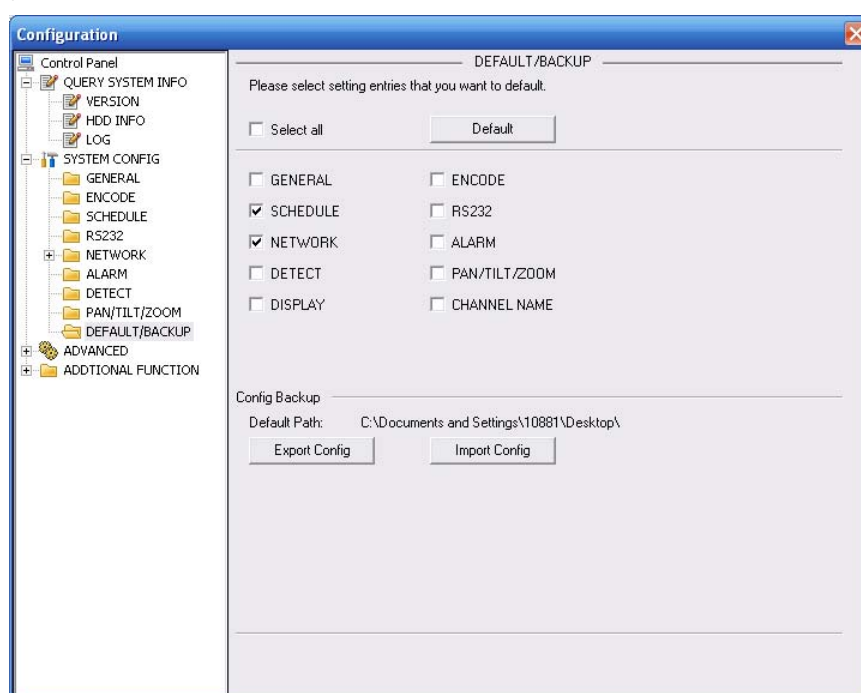 Configuration
Control Panel
QUERY SYSTEM INFO
VERSION
HDD INFO
LOG
SYSTEM CONFIG
GENERAL
ENCODE
SCHEDULE
RS232
NETWORK
ALARM
DETECT
PAN/TILT/ZOOM
DEFAULT/BACKUP
ADVANCED
ADDTIONAL FUNCTION
DEFAULT/BACKUP
Please select setting entries that you want to default.
Select all Default
GENERAL ENCODE
SCHEDULE RS232
NETWORK ALARM
DETECT PAN/TILT/ZOOM
DISPLAY CHANNEL NAME
Config Backup
Default Path: C:\Documents and Settings\10881\Desktop\
Export Config Import Config